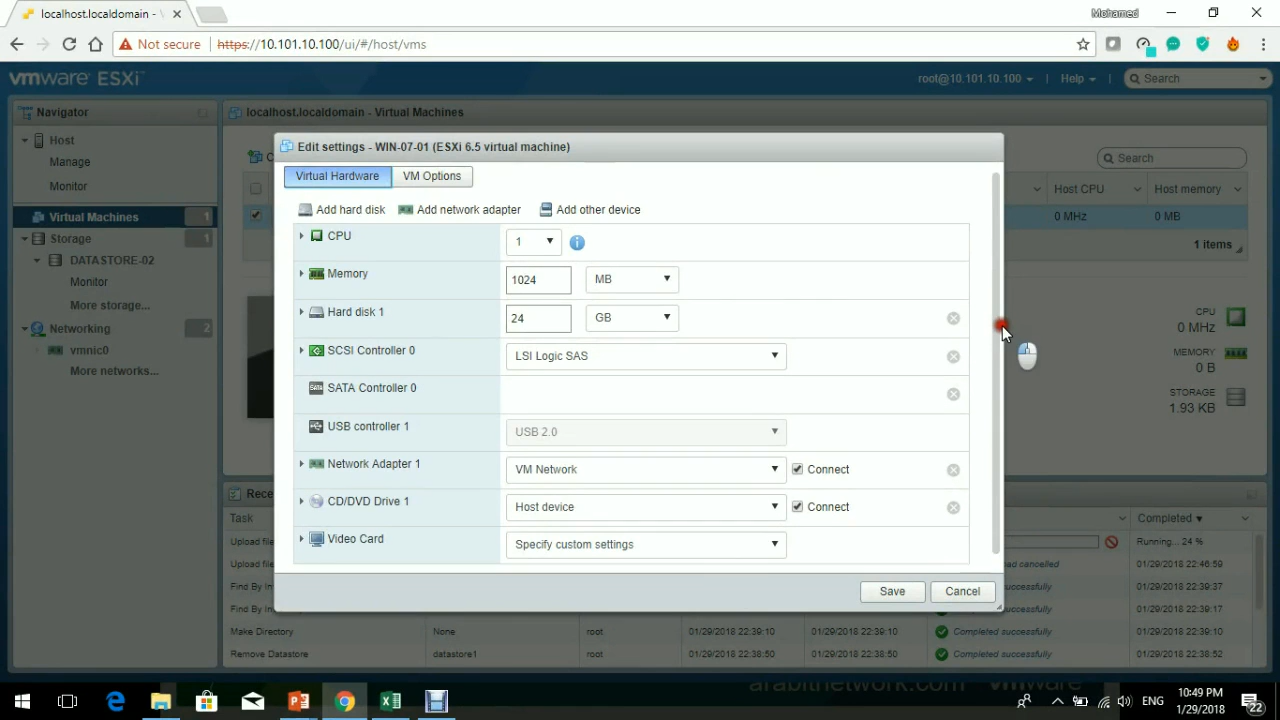 localhost.localdomain -
Mohamed
Not secure
https://10.101.10.100/ui/#/host/vms
vmware ESXi
root@10.101.10.100
Help
Search
Navigator
Host
Manage
Monitor
Virtual Machines 1
Storage 1
DATASTORE-02
Monitor
More storage...
Networking 2
vmnic0
More networks...
localhost.localdomain - Virtual Machines
Search
Host CPU
Host memory
0 MHz
0 MB
1 items
CPU
0 MHz
MEMORY
0 B
STORAGE
1.93 KB
Edit settings - WIN-07-01 (ESXi 6.5 virtual machine)
Virtual Hardware
VM Options
Add hard disk
Add network adapter
Add other device
CPU
1
Memory
1024
MB
Hard disk 1
24
GB
SCSI Controller 0
LSI Logic SAS
SATA Controller 0
USB controller 1
USB 2.0
Network Adapter 1
VM Network
Connect
CD/DVD Drive 1
Host device
Connect
Video Card
Specify custom settings
Save
Cancel
Task
Completed
Running... 24 %
01/29/2018 22:46:59
01/29/2018 22:39:37
01/29/2018 22:39:17
Make Directory None root 01/29/2018 22:39:10 01/29/2018 22:39:10 Completed successfully 01/29/2018 22:39:10
Remove Datastore datastore1 root 01/29/2018 22:38:50 01/29/2018 22:38:50 Completed successfully 01/29/2018 22:38:52
arabitnetwork.com vmware
ENG
10:49 PM
1/29/2018
22